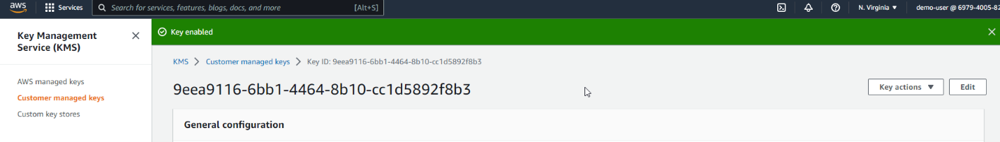 aws Services Search for services, features, blogs, docs, and more [Alt+S] N. Virginia ▼ demo-user @ 6979-4005-82
Key Management
Service (KMS)
Key enabled
KMS > Customer managed keys > Key ID: 9eea9116-6bb1-4464-8b10-cc1d5892f8b3
AWS managed keys
Customer managed keys
Custom key stores
9eea9116-6bb1-4464-8b10-cc1d5892f8b3
Key actions ▼ Edit
General configuration